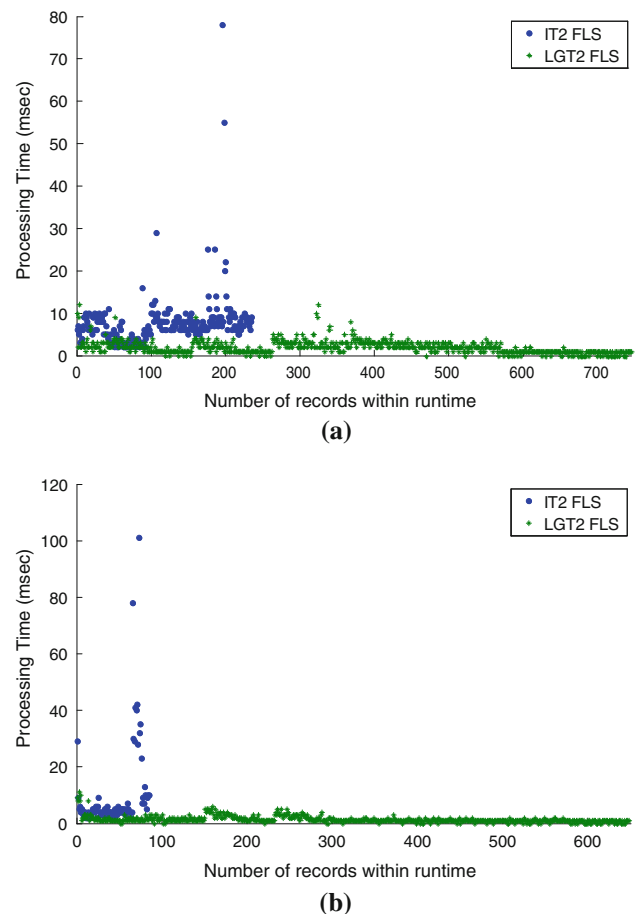 80
70
60
50
40
30
20
10
0
Processing Time (msec)
IT2 FLS
LGT2 FLS
0 100 200 300 400 500 600 700
Number of records within runtime
(a)
120
100
80
60
40
20
0
Processing Time (msec)
IT2 FLS
LGT2 FLS
0 100 200 300 400 500 600
Number of records within runtime
(b)